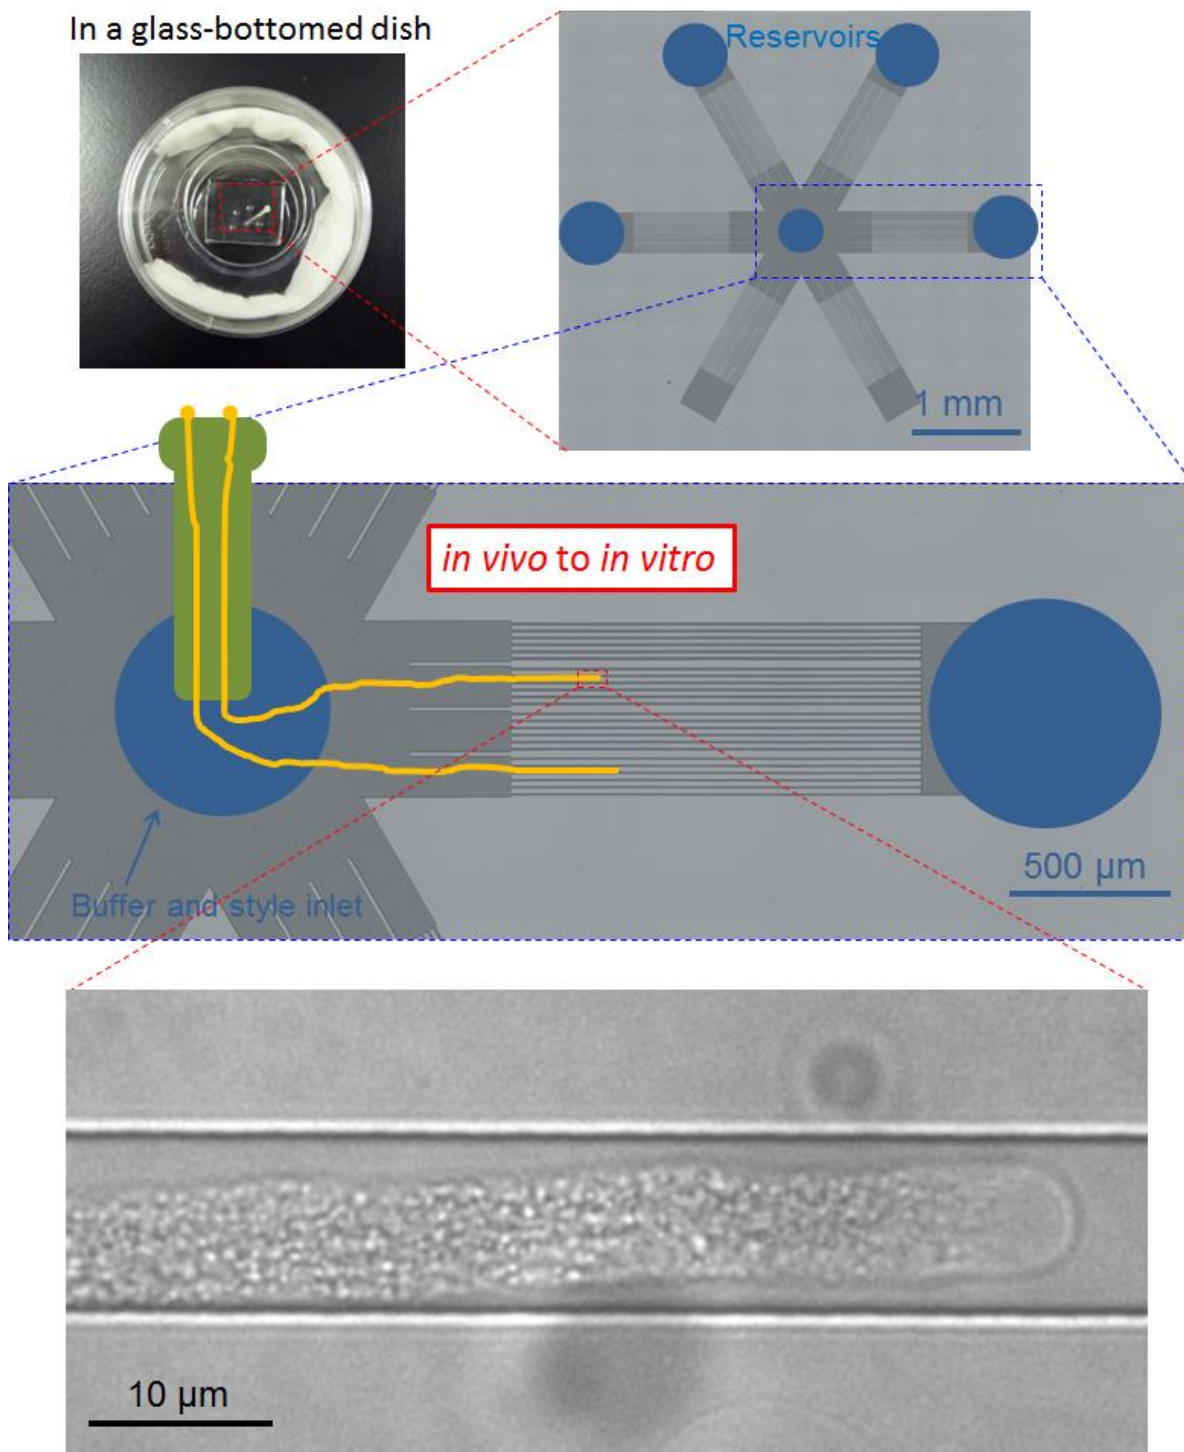 In a glass-bottomed dish
Reservoirs
1 mm
in vivo to in vitro
500 μm
Buffer and style inlet
10 μm